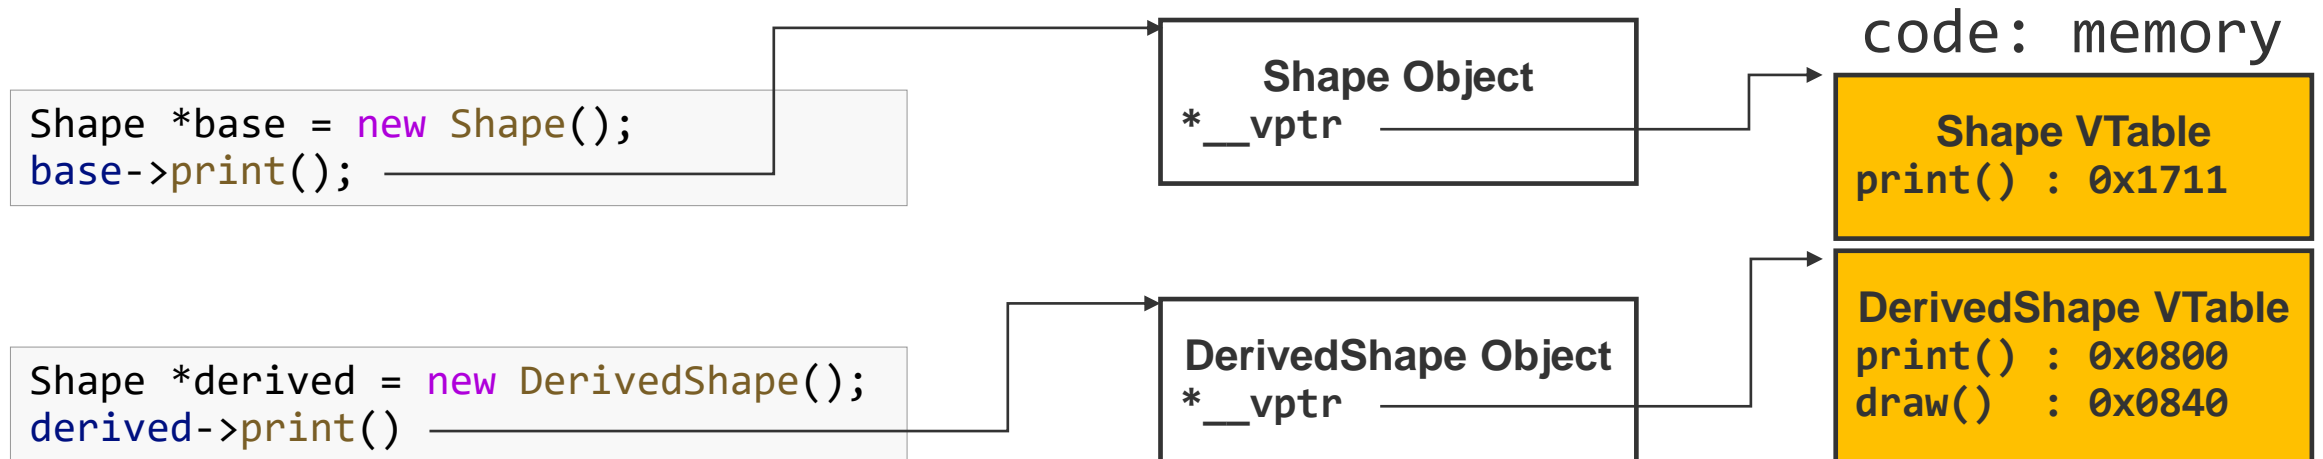 code: memory
Shape *base = new Shape();
base->print();
Shape Object
*__vptr
Shape VTable
print() : 0x1711
Shape *derived = new DerivedShape();
derived->print()
DerivedShape Object
*__vptr
DerivedShape VTable
print() : 0x0800
draw()  : 0x0840